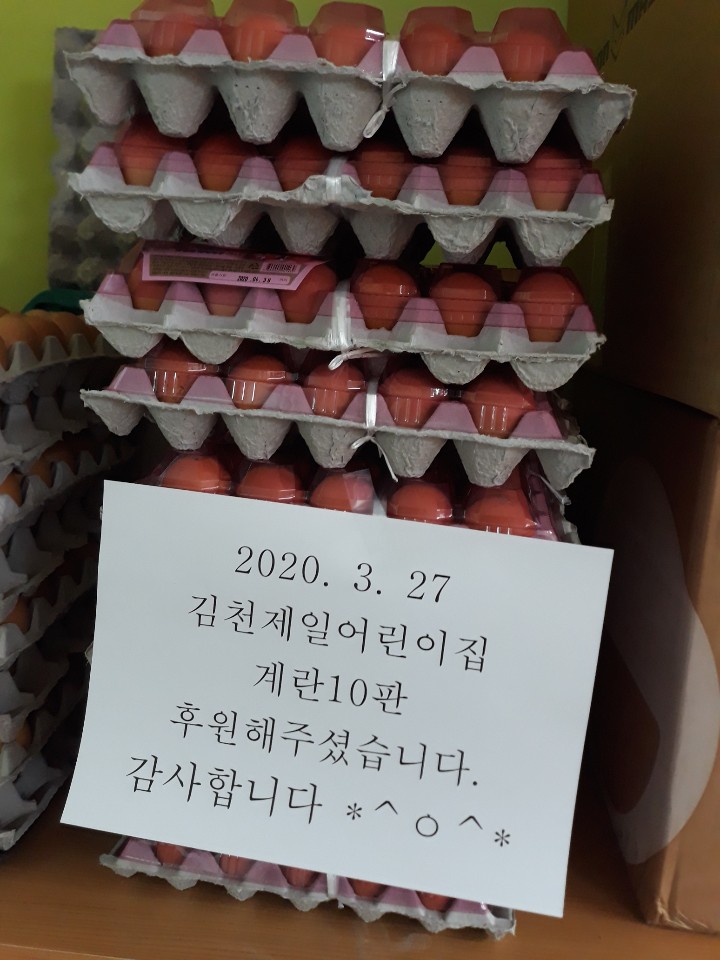 2020. 3. 27
김천제일어린이집
계란10판
후원해주셨습니다.
감사합니다 *^ㅇ^*